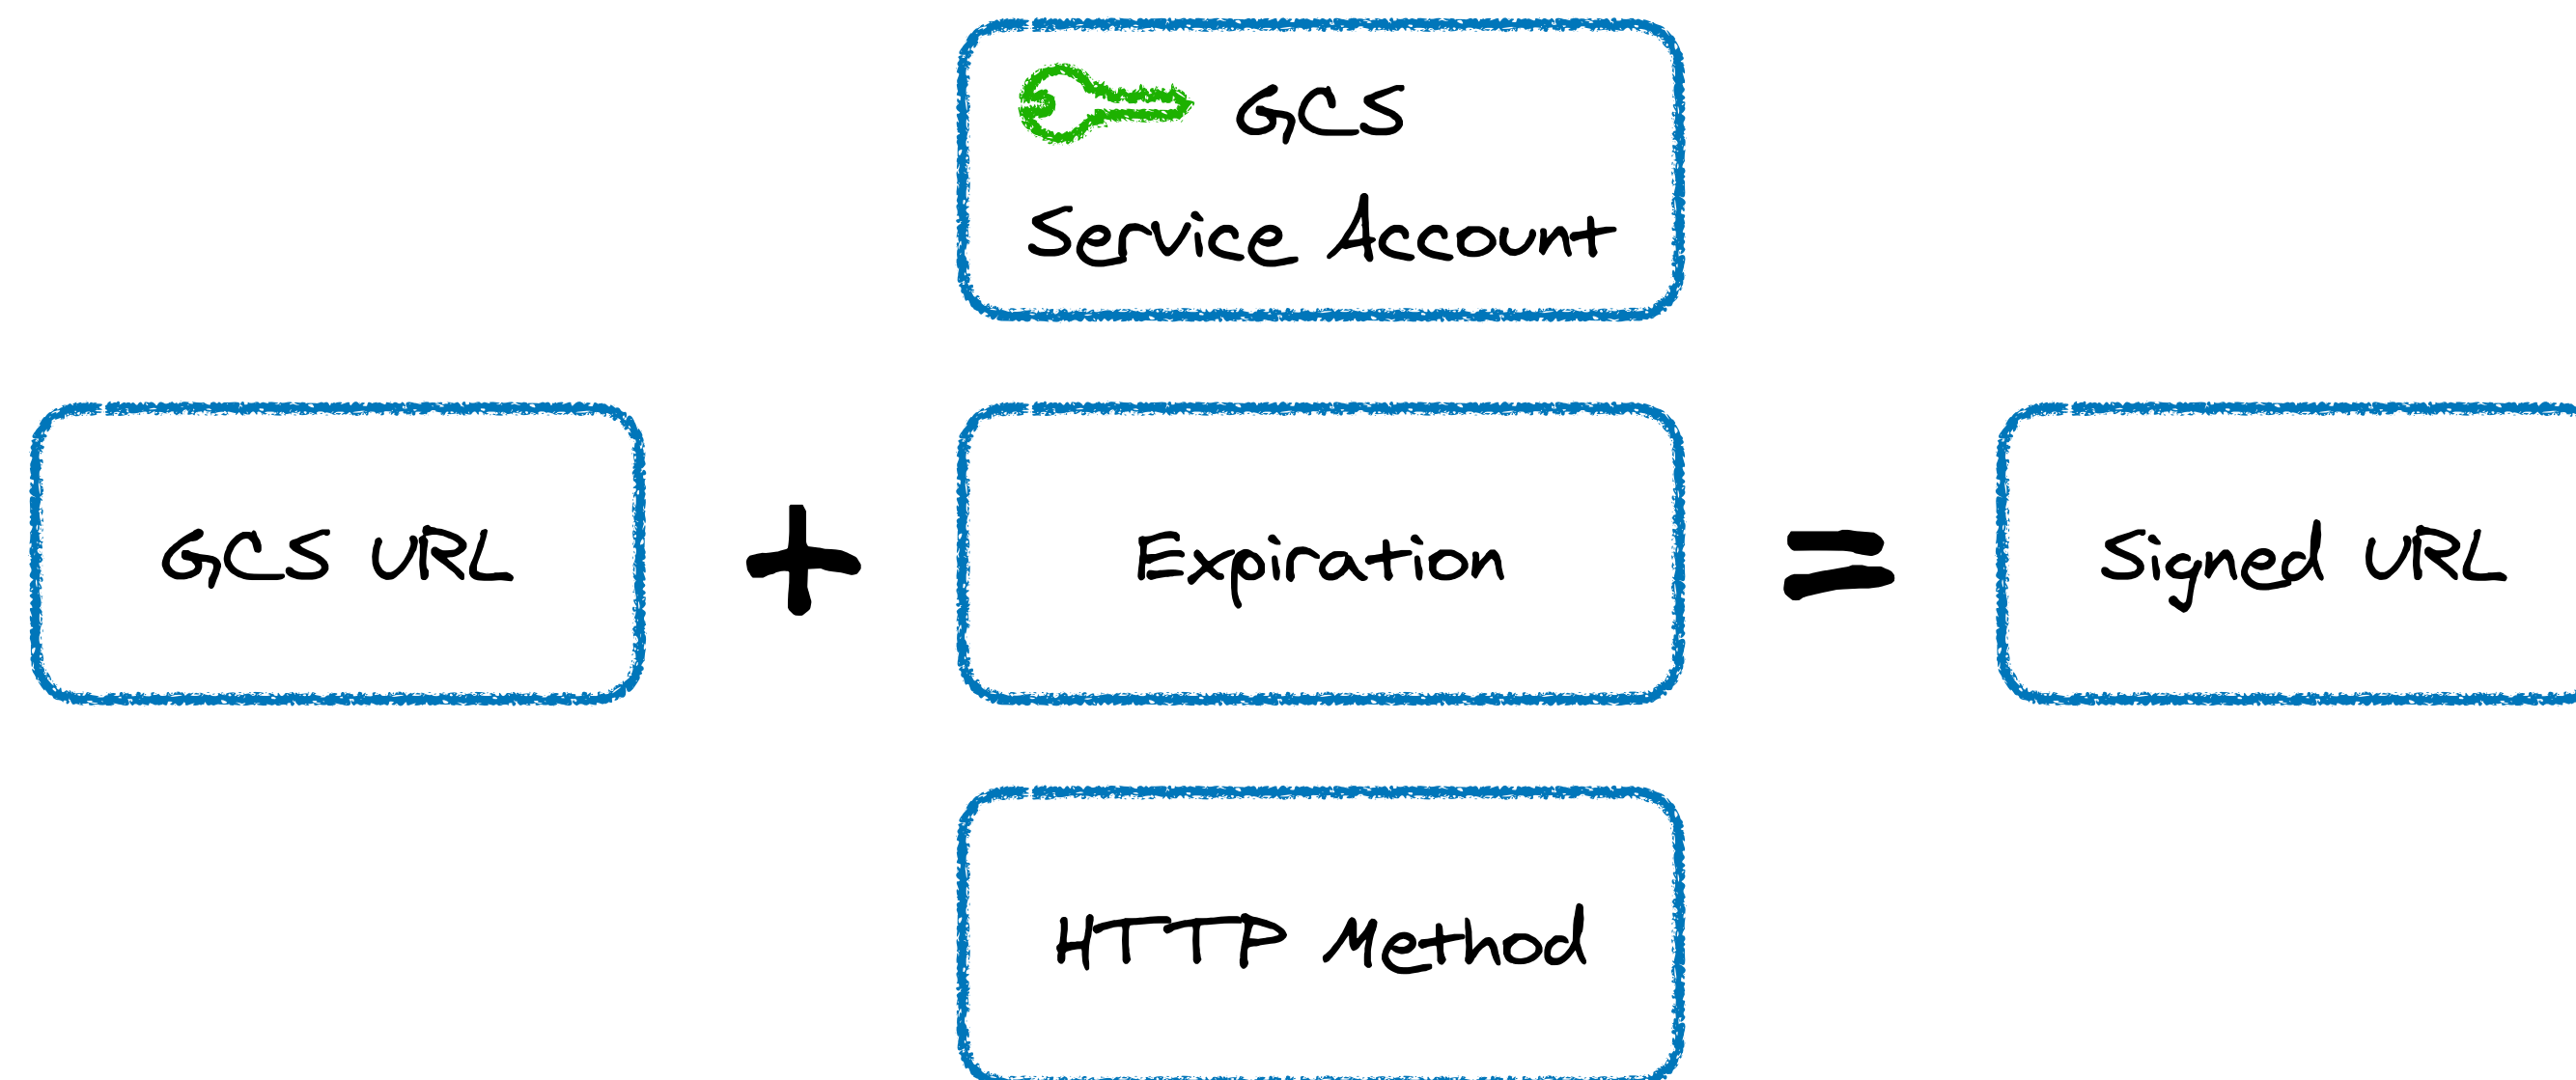 GCS
Service Account
GCS URL
+
Expiration
=
Signed URL
HTTP Method